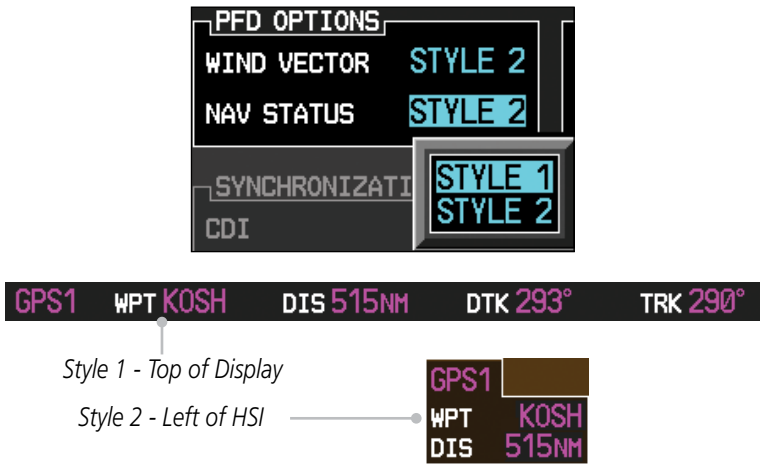 PFD OPTIONS
WIND VECTOR STYLE 2
NAV STATUS STYLE 2
STYLE 1
STYLE 2
SYNCHRONIZATI
CDI
GPS1 WPT KOSH DIS 515NM DTK 293° TRK 290°
Style 1 - Top of Display
Style 2 - Left of HSI
GPS1
WPT KOSH
DIS 515NM